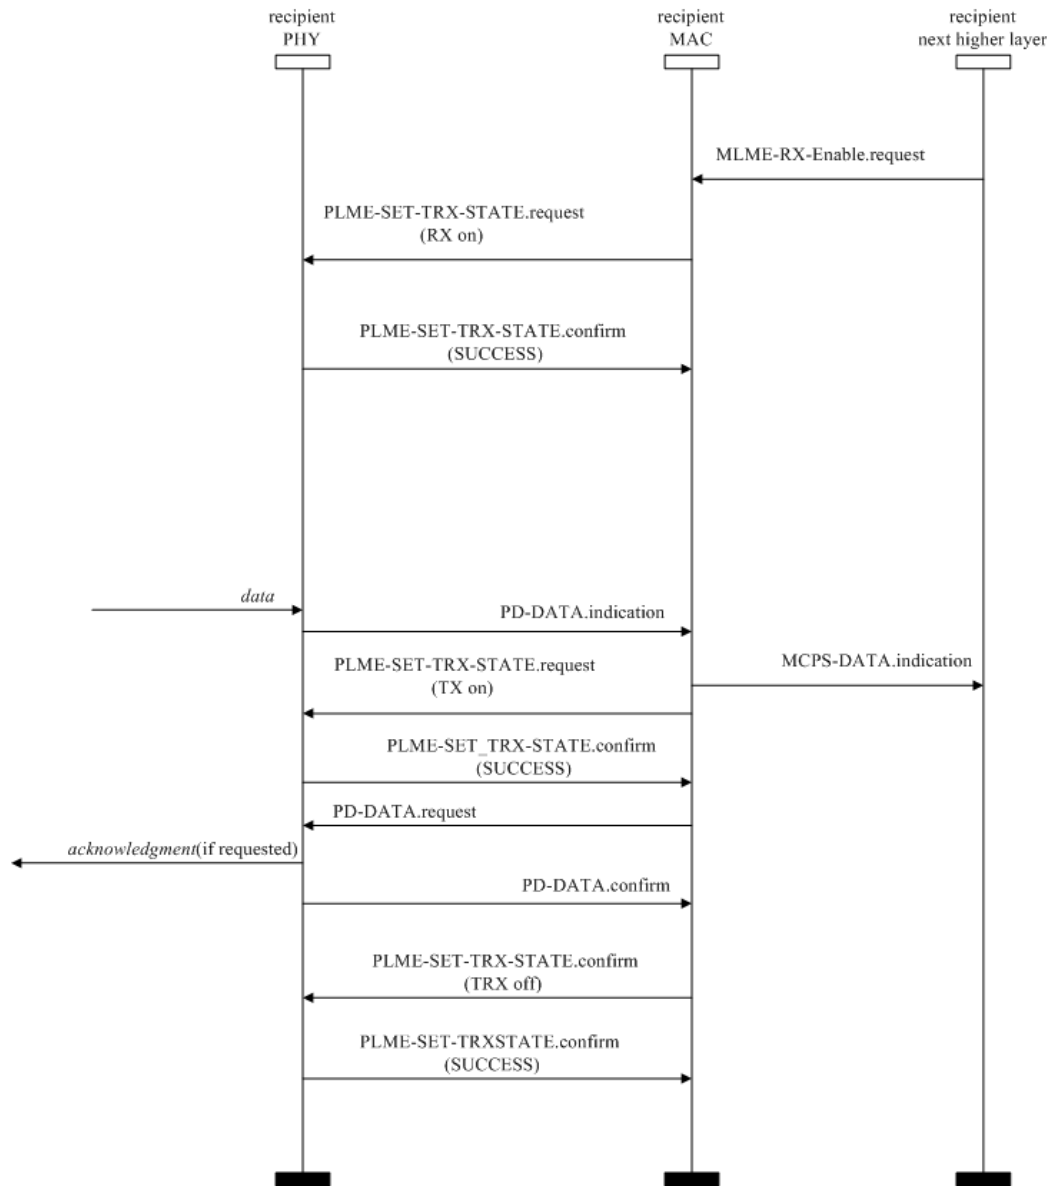 recipient
PHY
recipient
MAC
recipient
next higher layer
MLME-RX-Enable.request
PLME-SET-TRX-STATE.request
(RX on)
PLME-SET-TRX-STATE.confirm
(SUCCESS)
data
PD-DATA.indication
MCPS-DATA.indication
PLME-SET-TRX-STATE.request
(TX on)
PLME-SET_TRX-STATE.confirm
(SUCCESS)
PD-DATA.request
acknowledgment(if requested)
PD-DATA.confirm
PLME-SET-TRX-STATE.confirm
(TRX off)
PLME-SET-TRXSTATE.confirm
(SUCCESS)